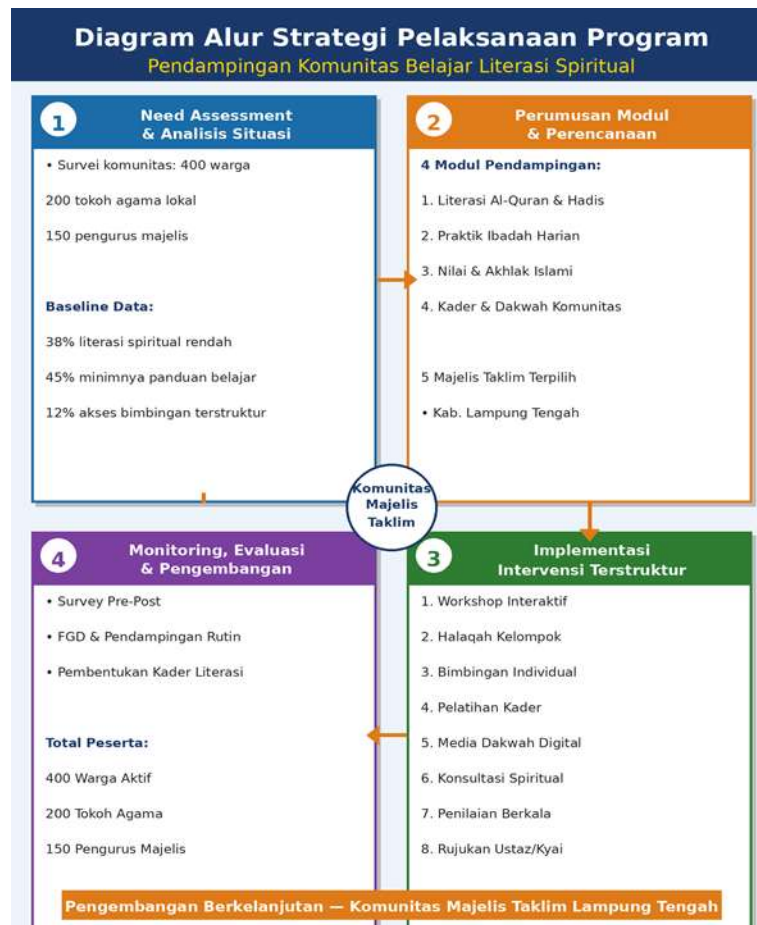 Diagram Alur Strategi Pelaksanaan Program
Pendampingan Komunitas Belajar Literasi Spiritual
1
Need Assessment
& Analisis Situasi
• Survei komunitas: 400 warga
200 tokoh agama lokal
150 pengurus majelis
Baseline Data:
38% literasi spiritual rendah
45% minimnya panduan belajar
12% akses bimbingan terstruktur
2
Perumusan Modul
& Perencanaan
4 Modul Pendampingan:
1. Literasi Al-Quran & Hadis
2. Praktik Ibadah Harian
3. Nilai & Akhlak Islami
4. Kader & Dakwah Komunitas
5 Majelis Taklim Terpilih
• Kab. Lampung Tengah
Komunitas
Majelis
Taklim
3
Implementasi
Intervensi Terstruktur
1. Workshop Interaktif
2. Halaqah Kelompok
3. Bimbingan Individual
4. Pelatihan Kader
5. Media Dakwah Digital
6. Konsultasi Spiritual
7. Penilaian Berkala
8. Rujukan Ustaz/Kyai
4
Monitoring, Evaluasi
& Pengembangan
• Survey Pre-Post
• FGD & Pendampingan Rutin
• Pembentukan Kader Literasi
Total Peserta:
400 Warga Aktif
200 Tokoh Agama
150 Pengurus Majelis
Pengembangan Berkelanjutan — Komunitas Majelis Taklim Lampung Tengah